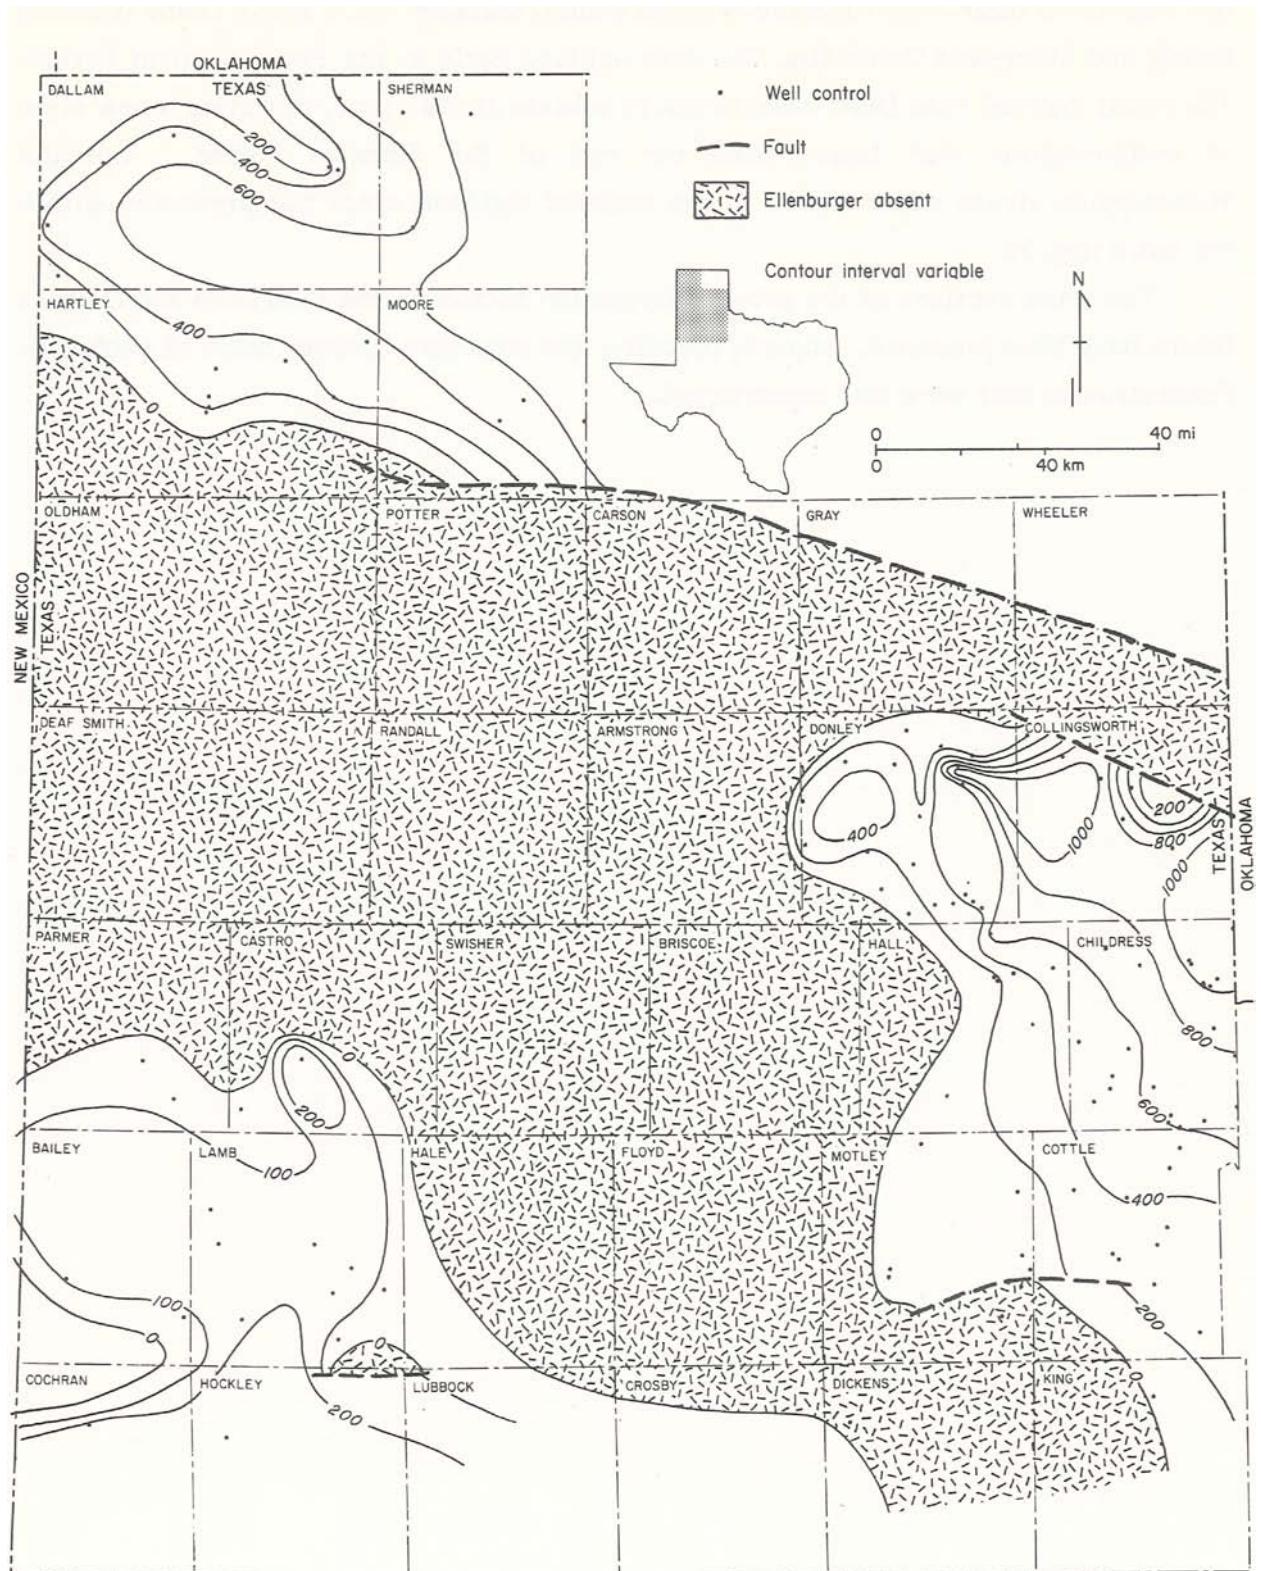 OKLAHOMA
TEXAS
DALLAM
SHERMAN
200
400
600
HARTLEY
MOORE
400
0
Well control
Fault
Ellenburger absent
Contour interval variable
N
0 40 mi
0 40 km
OLDHAM
POTTER
CARSON
GRAY
WHEELER
NEW MEXICO
TEXAS
DEAF SMITH
RANDALL
ARMSTRONG
DONLEY
COLLINGSWORTH
400
1000
200
800
1000
TEXAS
OKLAHOMA
PARMER
CASTRO
SWISHER
BRISCOE
HALL
CHILDRESS
0
200
800
600
BAILEY
LAMB
100
HALE
FLOYD
MOTLEY
COTTLE
400
100
0
0
200
COCHRAN
HOCKLEY
LUBBOCK
CROSBY
DICKENS
KING
0
200